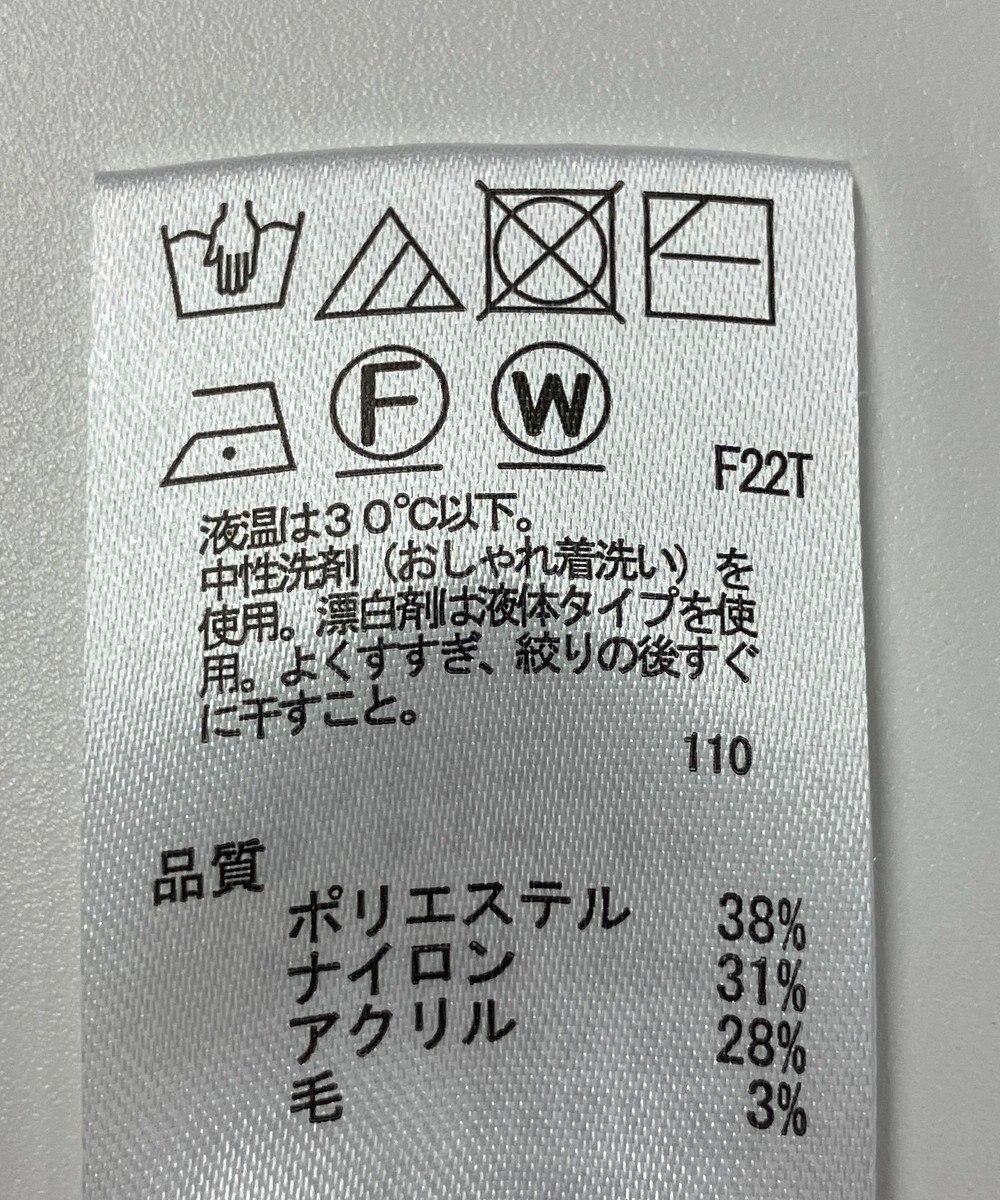 F
W
F22T
液温は30℃以下。
中性洗剤（おしゃれ着洗い）を
使用。漂白剤は液体タイプを使
用。よくすすぎ、絞りの後すぐ
に干すこと。
110
品質
ポリエステル 38%
ナイロン 31%
アクリル 28%
毛 3%